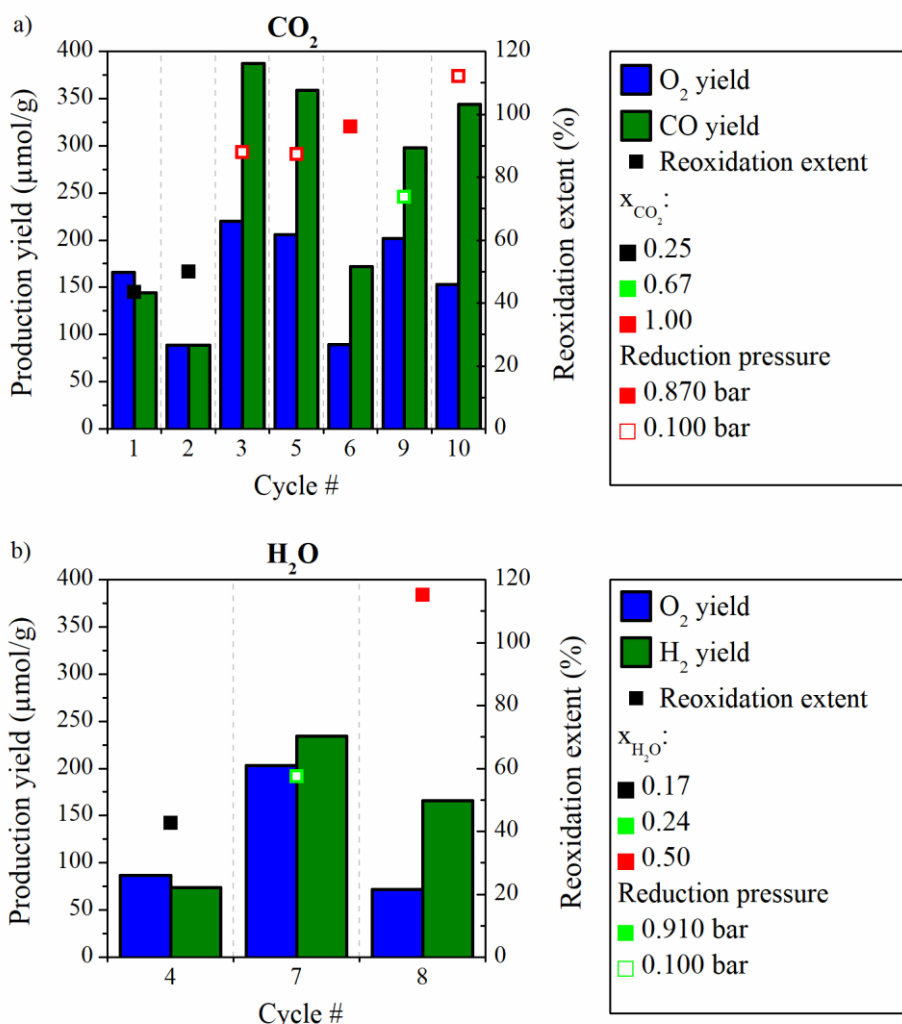 a)
CO₂
Production yield (µmol/g)
400
350
300
250
200
150
100
50
0
1 2 3 5 6 9 10
Cycle #
120
100
80
60
40
20
0
Reoxidation extent (%)
O₂ yield
CO yield
Reoxidation extent
x_CO₂:
0.25
0.67
1.00
Reduction pressure
0.870 bar
0.100 bar
b)
H₂O
Production yield (µmol/g)
400
350
300
250
200
150
100
50
0
4 7 8
Cycle #
120
100
80
60
40
20
0
Reoxidation extent (%)
O₂ yield
H₂ yield
Reoxidation extent
x_H₂O:
0.17
0.24
0.50
Reduction pressure
0.910 bar
0.100 bar